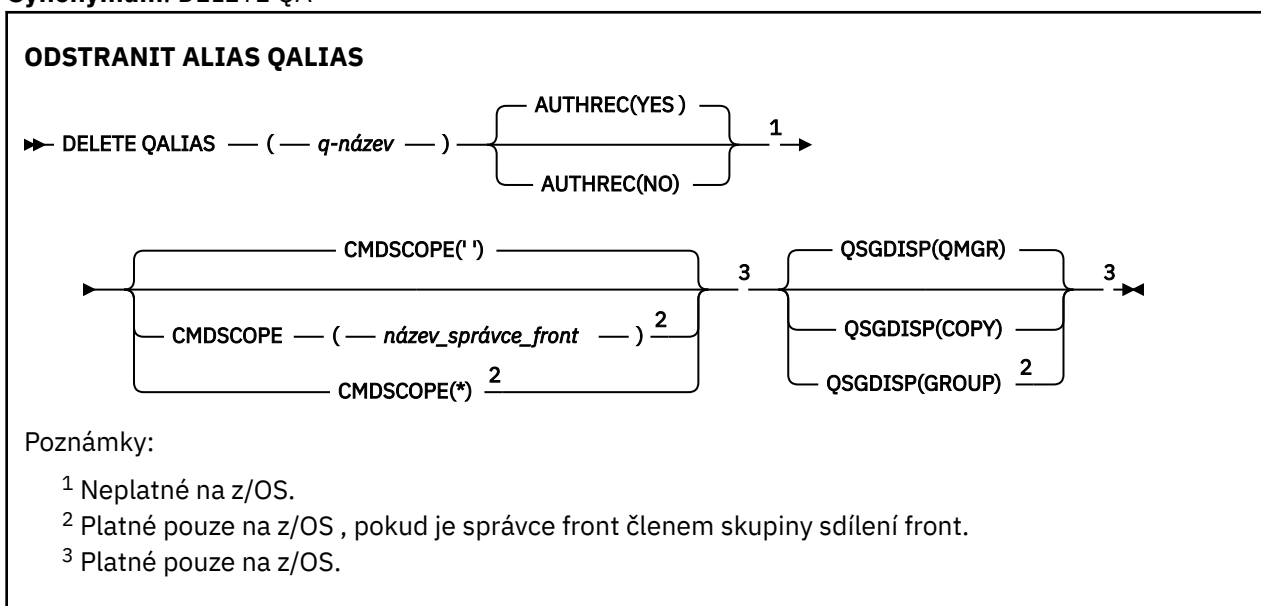 Synonymum: DELETE QA
ODSTRANIT ALIAS QALIAS
AUTHREC(YES )
DELETE QALIAS ( q-název ) 1
AUTHREC(NO)
CMDSCOPE(' ') QSGDISP(QMGR)
3 3
CMDSCOPE ( název_správce_front ) 2 QSGDISP(COPY)
CMDSCOPE(*) 2 QSGDISP(GROUP) 2
Poznámky:
1 Neplatné na z/OS.
2 Platné pouze na z/OS , pokud je správce front členem skupiny sdílení front.
3 Platné pouze na z/OS.